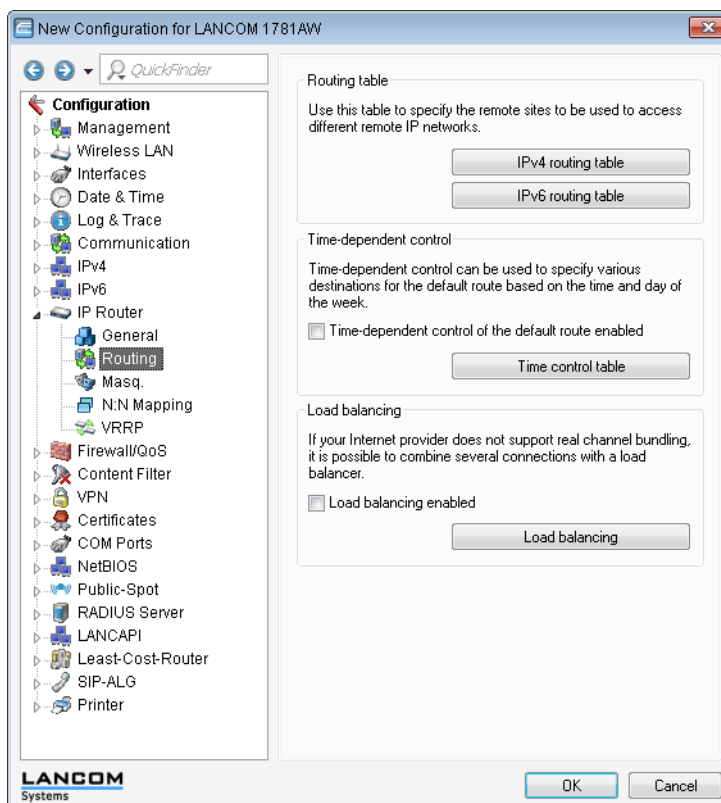 New Configuration for LANCOM 1781AW
QuickFinder
Configuration
Management
Wireless LAN
Interfaces
Date & Time
Log & Trace
Communication
IPv4
IPv6
IP Router
General
Routing
Masq.
N:N Mapping
VRRP
Firewall/QoS
Content Filter
VPN
Certificates
COM Ports
NetBIOS
Public-Spot
RADIUS Server
LANCAPI
Least-Cost-Router
SIP-ALG
Printer
Routing table
Use this table to specify the remote sites to be used to access
different remote IP networks.
IPv4 routing table
IPv6 routing table
Time-dependent control
Time-dependent control can be used to specify various
destinations for the default route based on the time and day of
the week.
Time-dependent control of the default route enabled
Time control table
Load balancing
If your Internet provider does not support real channel bundling,
it is possible to combine several connections with a load
balancer.
Load balancing enabled
Load balancing
LANCOM
Systems
OK
Cancel